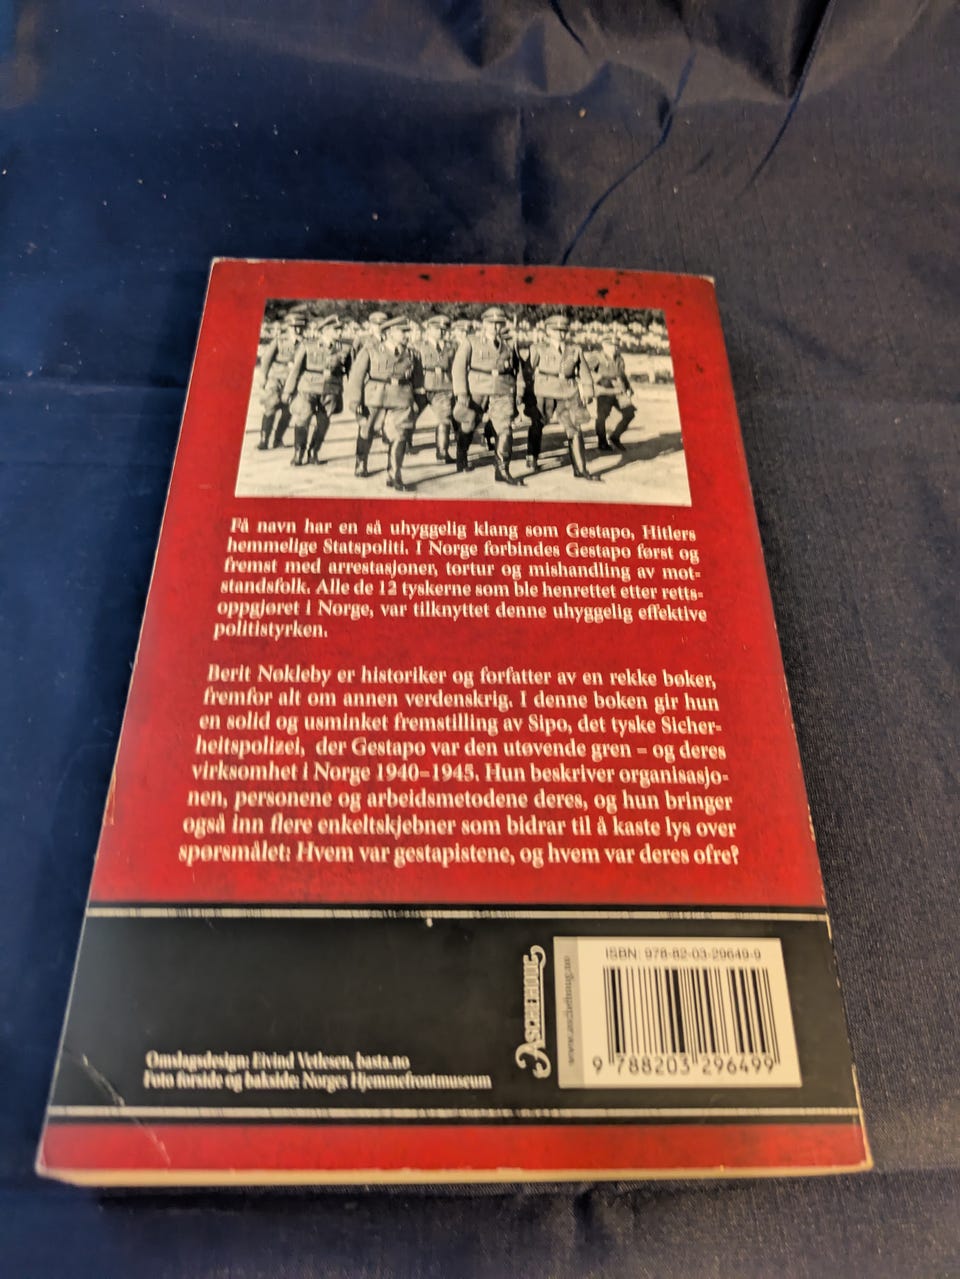 Få navn har en så uhyggelig klang som Gestapo, Hitlers
hemmelige Statspoliti. I Norge forbindes Gestapo først og
fremst med arrestasjoner, tortur og mishandling av mot-
standsfolk. Alle de 12 tyskerne som ble henrettet etter retts-
oppgjøret i Norge, var tilknyttet denne uhyggelig effektive
politistyrken.
Berit Nøkleby er historiker og forfatter av en rekke bøker,
fremfor alt om annen verdenskrig. I denne boken gir hun
en solid og usminket fremstilling av Sipo, det tyske Sicher-
heitspolizei, der Gestapo var den utøvende gren – og deres
virksomhet i Norge 1940–1945. Hun beskriver organisasjo-
nen, personene og arbeidsmetodene deres, og hun bringer
også inn flere enkeltskjebner som bidrar til å kaste lys over
spørsmålet: Hvem var gestapistene, og hvem var deres ofre?
Omslagsdesign: Eivind Vetlesen, basta.no
Foto forside og bakside: Norges Hjemmefrontmuseum
ASCHEHOUG
www.aschehoug.no
ISBN: 978-82-03-29649-9
9 788203 296499